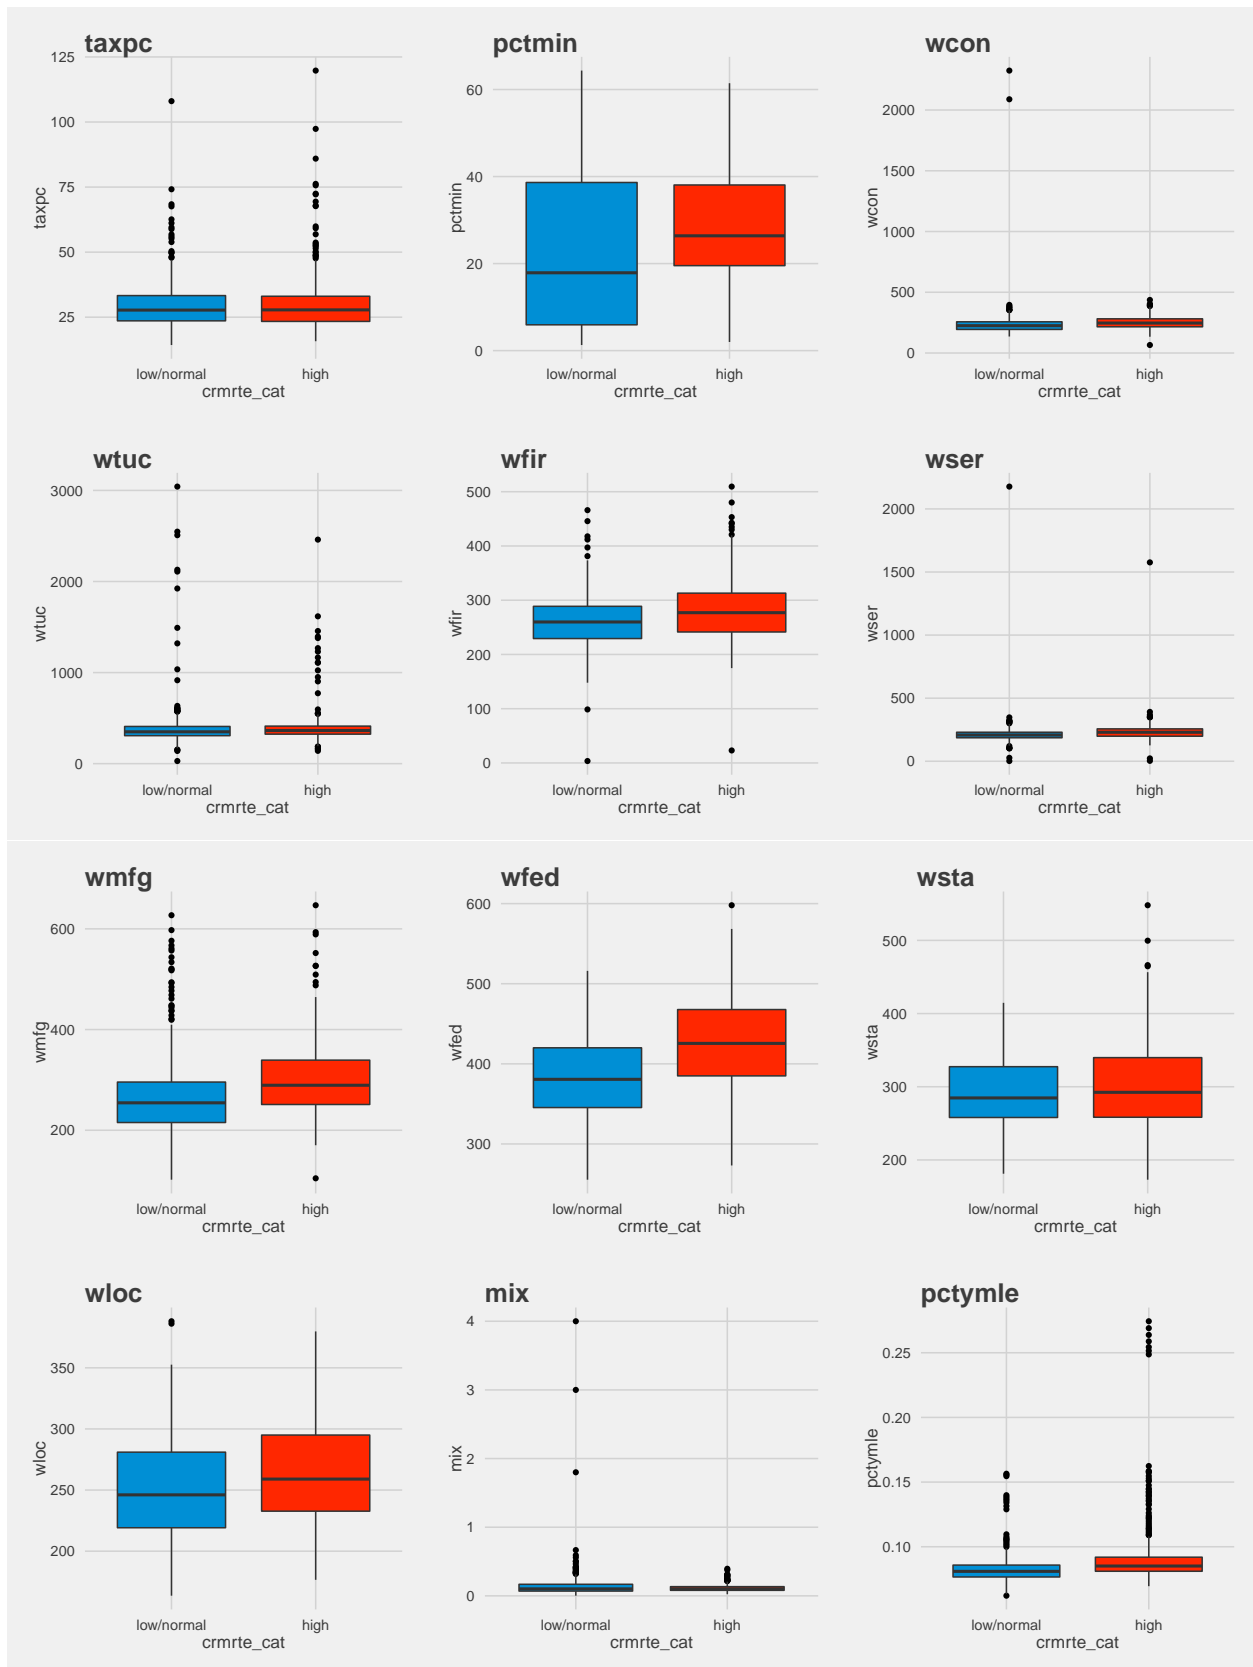 taxpc
125
100
75
50
25
taxpc
low/normal
high
crmrte_cat
pctmin
60
40
20
0
pctmin
low/normal
high
crmrte_cat
wcon
2000
1500
1000
500
0
wcon
low/normal
high
crmrte_cat
wtuc
3000
2000
1000
0
wtuc
low/normal
high
crmrte_cat
wfir
500
400
300
200
100
0
wfir
low/normal
high
crmrte_cat
wser
2000
1500
1000
500
0
wser
low/normal
high
crmrte_cat
wmfg
600
400
200
wmfg
low/normal
high
crmrte_cat
wfed
600
500
400
300
wfed
low/normal
high
crmrte_cat
wsta
500
400
300
200
wsta
low/normal
high
crmrte_cat
wloc
350
300
250
200
wloc
low/normal
high
crmrte_cat
mix
4
3
2
1
0
mix
low/normal
high
crmrte_cat
pctymle
0.25
0.20
0.15
0.10
pctymle
low/normal
high
crmrte_cat